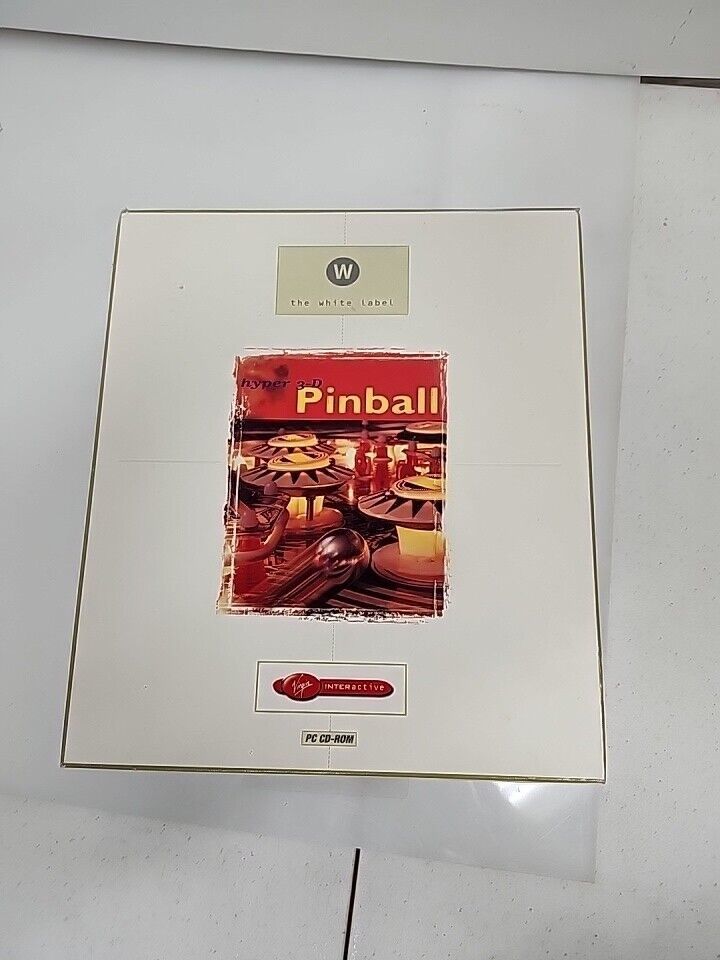 W
the white label
hyper 3-D
Pinball
Virgin INTERactive
PC CD-ROM